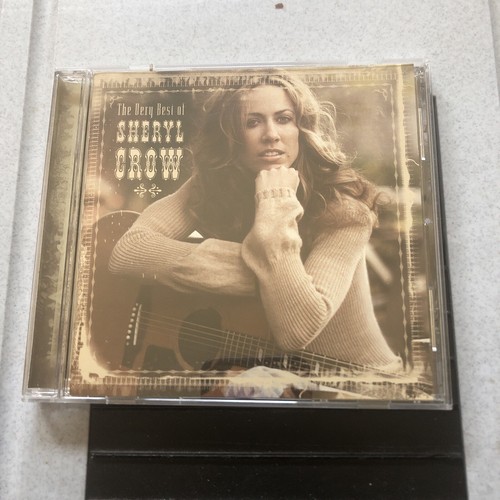 The Very Best of
SHERYL
CROW